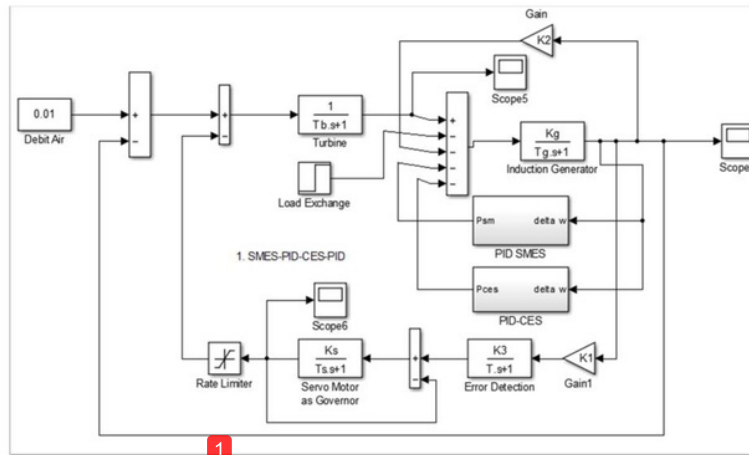 Gain
K2
Scope5
0.01
Debit Air
+
−
+
−
1
Tb.s+1
Turbine
+
−
−
−
−
Kg
Tg.s+1
Induction Generator
Scope
Load Exchange
Psm
delta w
PID SMES
1. SMES-PID-CES-PID
Pces
delta w
PID-CES
Scope6
Rate Limiter
Ks
Ts.s+1
Servo Motor
as Governor
+
−
K3
T.s+1
Error Detection
K1
Gain1
1